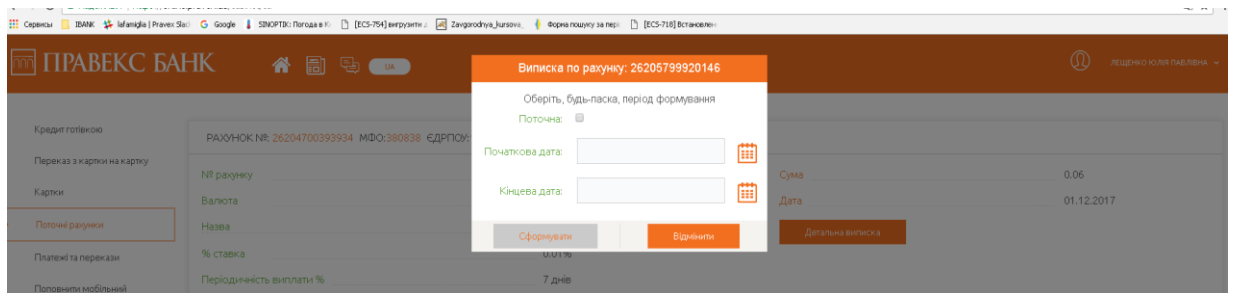 Сервисы IBANK lafamiglia | Pravex Google SINOPTIK: Погода в [ECS-754] вигрузити Zavgorodnya_kursova_ Форма пошуку за пері [ECS-718] Встановлен
ПРАВЕКС БАНК UA ЛЕЩЕНКО ЮЛІЯ ПАВЛІВНА
Виписка по рахунку: 26205799920146
Оберіть, будь-паска, період формування
Поточна:
Початкова дата:
Кінцева дата:
Сформувати Відмінити
Кредит готівкою
Переказ з картки на картку
Картки
Поточні рахунки
Платежі та перекази
Поповнити мобільний
РАХУНОК №: 26204700393934 МФО:380838 ЄДРПОУ:
№ рахунку
Валюта
Назва
% ставка 0.01%
Періодичність виплати % 7 днів
Сума 0.06
Дата 01.12.2017
Детальна виписка